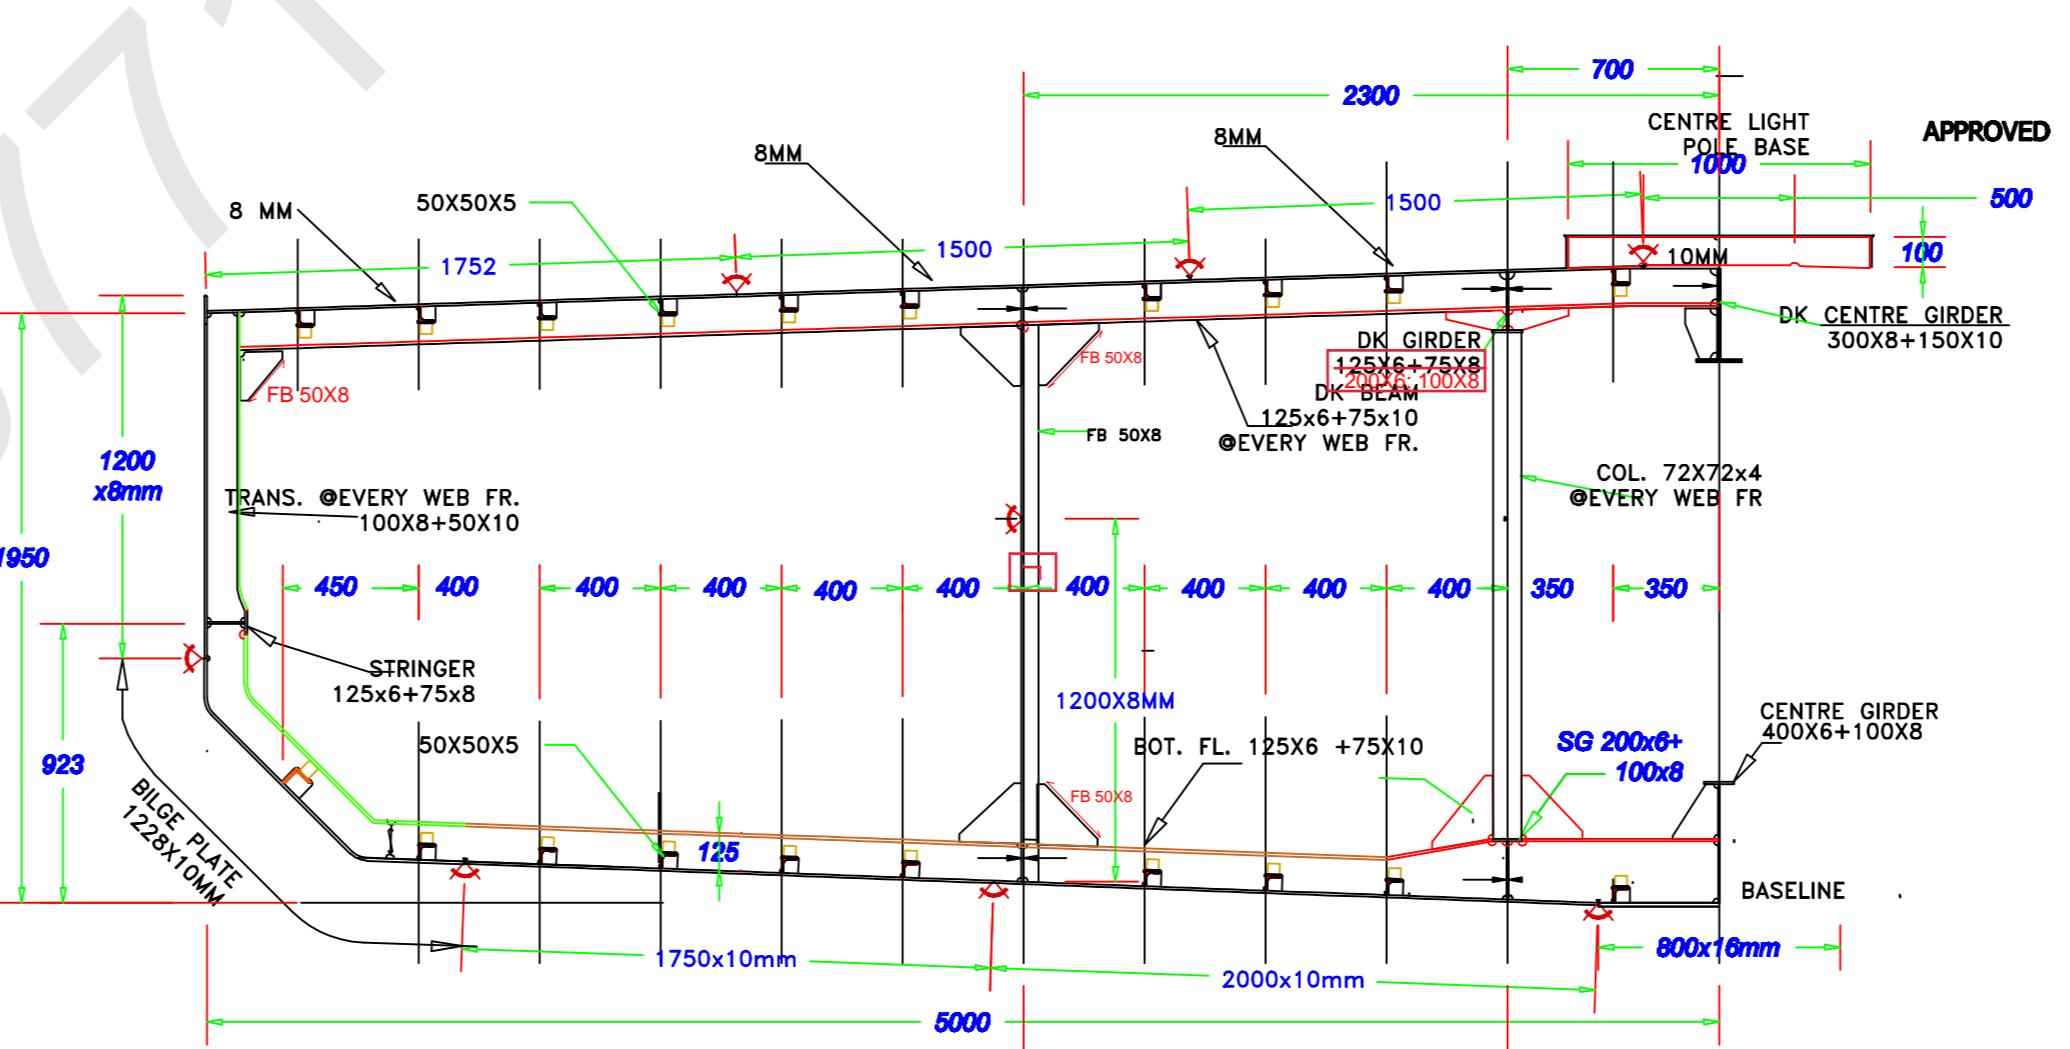 771
700
2300
CENTRE LIGHT
POLE BASE
APPROVED
8MM
8MM
1000
50X50X5
8 MM
1500
500
1500
1752
100
10MM
DK CENTRE GIRDER
300X8+150X10
DK GIRDER
125X6+75X8
200X6; 100X8
DK BEAM
125x6+75x10
@EVERY WEB FR.
FB 50X8
FB 50X8
FB 50X8
1200
x8mm
COL. 72X72x4
@EVERY WEB FR
TRANS. @EVERY WEB FR.
100X8+50X10
1950
450
400
400
400
400
400
400
400
400
400
350
350
STRINGER
125x6+75x8
1200X8MM
923
50X50X5
BOT. FL. 125X6 +75X10
SG 200x6+
100x8
CENTRE GIRDER
400X6+100X8
FB 50X8
BILGE PLATE
1228X10MM
125
BASELINE
1750x10mm
2000x10mm
800x16mm
5000